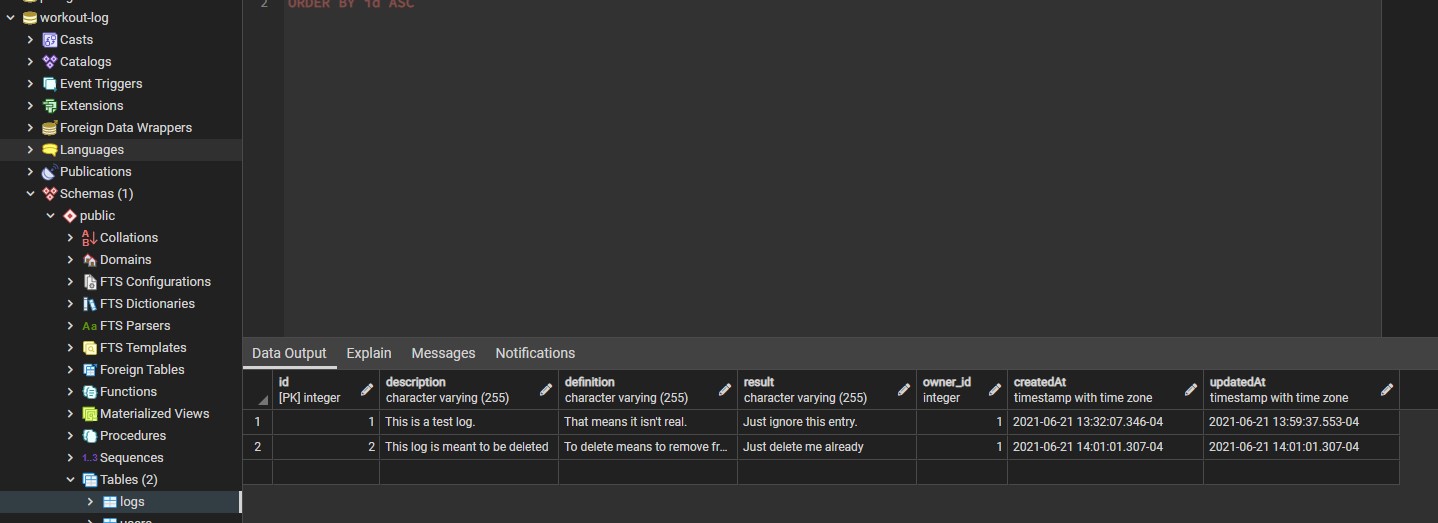 workout-log
Casts
Catalogs
Event Triggers
Extensions
Foreign Data Wrappers
Languages
Publications
Schemas (1)
public
Collations
Domains
FTS Configurations
FTS Dictionaries
Aa FTS Parsers
FTS Templates
Foreign Tables
Functions
Materialized Views
Procedures
1..3 Sequences
Tables (2)
logs
users
2 ORDER BY id ASC
Data Output Explain Messages Notifications
id description definition result owner_id createdAt updatedAt
[PK] integer character varying (255) character varying (255) character varying (255) integer timestamp with time zone timestamp with time zone
1 1 This is a test log. That means it isn't real. Just ignore this entry. 1 2021-06-21 13:32:07.346-04 2021-06-21 13:59:37.553-04
2 2 This log is meant to be deleted To delete means to remove fr... Just delete me already 1 2021-06-21 14:01:01.307-04 2021-06-21 14:01:01.307-04